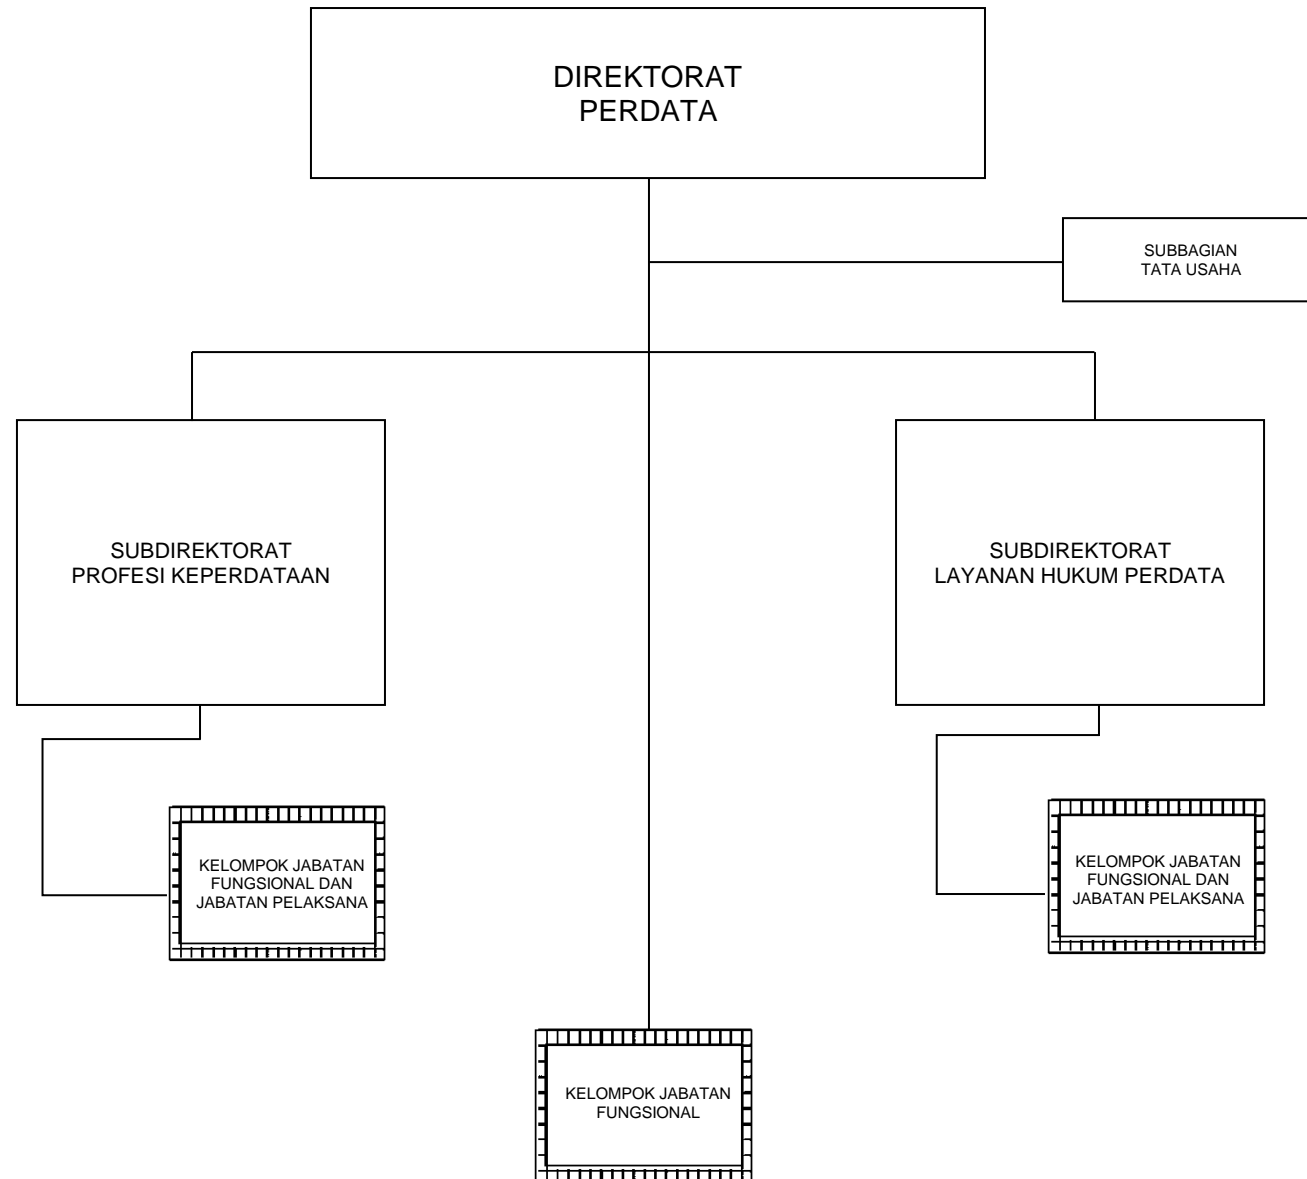 DIREKTORAT
PERDATA
SUBBAGIAN
TATA USAHA
SUBDIREKTORAT
PROFESI KEPERDATAAN
SUBDIREKTORAT
LAYANAN HUKUM PERDATA
KELOMPOK JABATAN
FUNGSIONAL DAN
JABATAN PELAKSANA
KELOMPOK JABATAN
FUNGSIONAL DAN
JABATAN PELAKSANA
KELOMPOK JABATAN
FUNGSIONAL